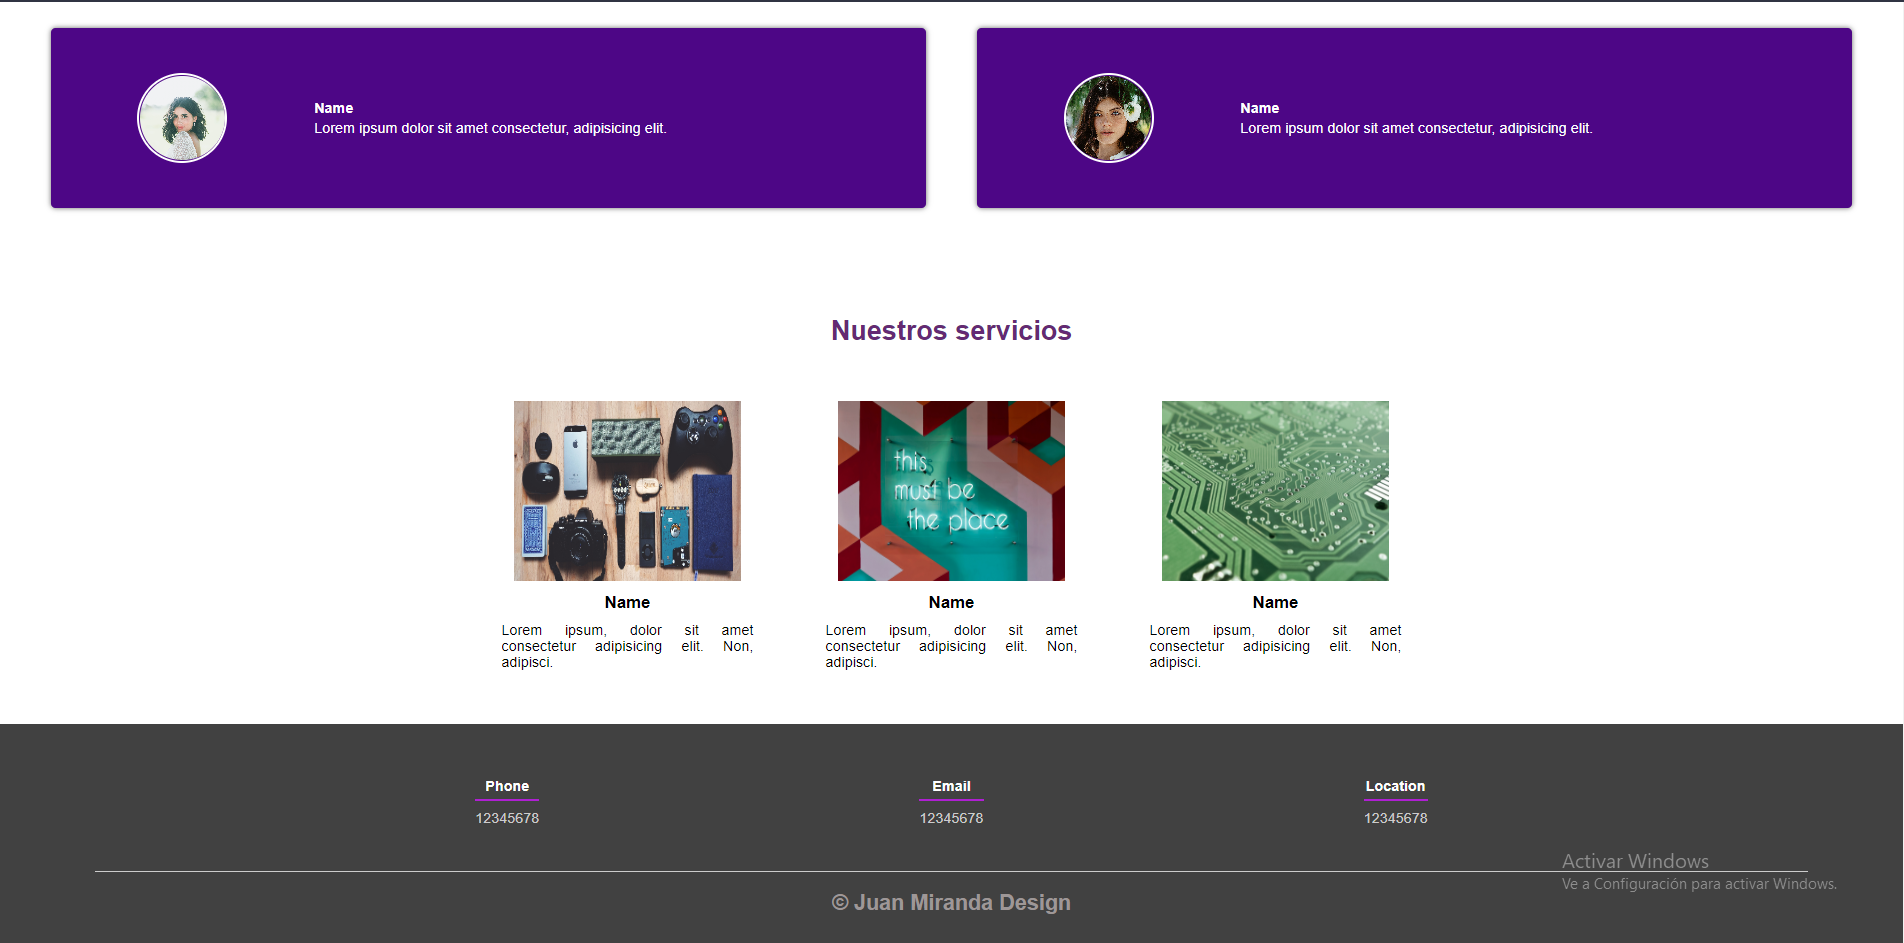 Name
Lorem ipsum dolor sit amet consectetur, adipisicing elit.
Name
Lorem ipsum dolor sit amet consectetur, adipisicing elit.
Nuestros servicios
this
must be
the place
Name
Lorem ipsum, dolor sit amet
consectetur adipisicing elit. Non,
adipisci.
Name
Lorem ipsum, dolor sit amet
consectetur adipisicing elit. Non,
adipisci.
Name
Lorem ipsum, dolor sit amet
consectetur adipisicing elit. Non,
adipisci.
Phone
12345678
Email
12345678
Location
12345678
Activar Windows
Ve a Configuración para activar Windows.
© Juan Miranda Design